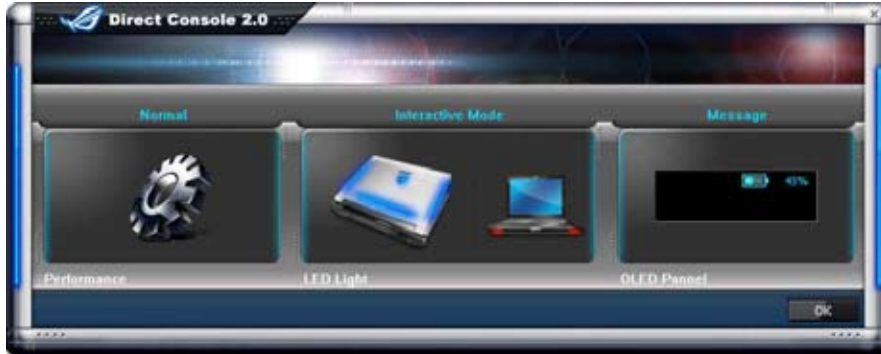 Direct Console 2.0
Normal
Interactive Mode
Message
45%
Performance
LED Light
OLED Pannel
OK